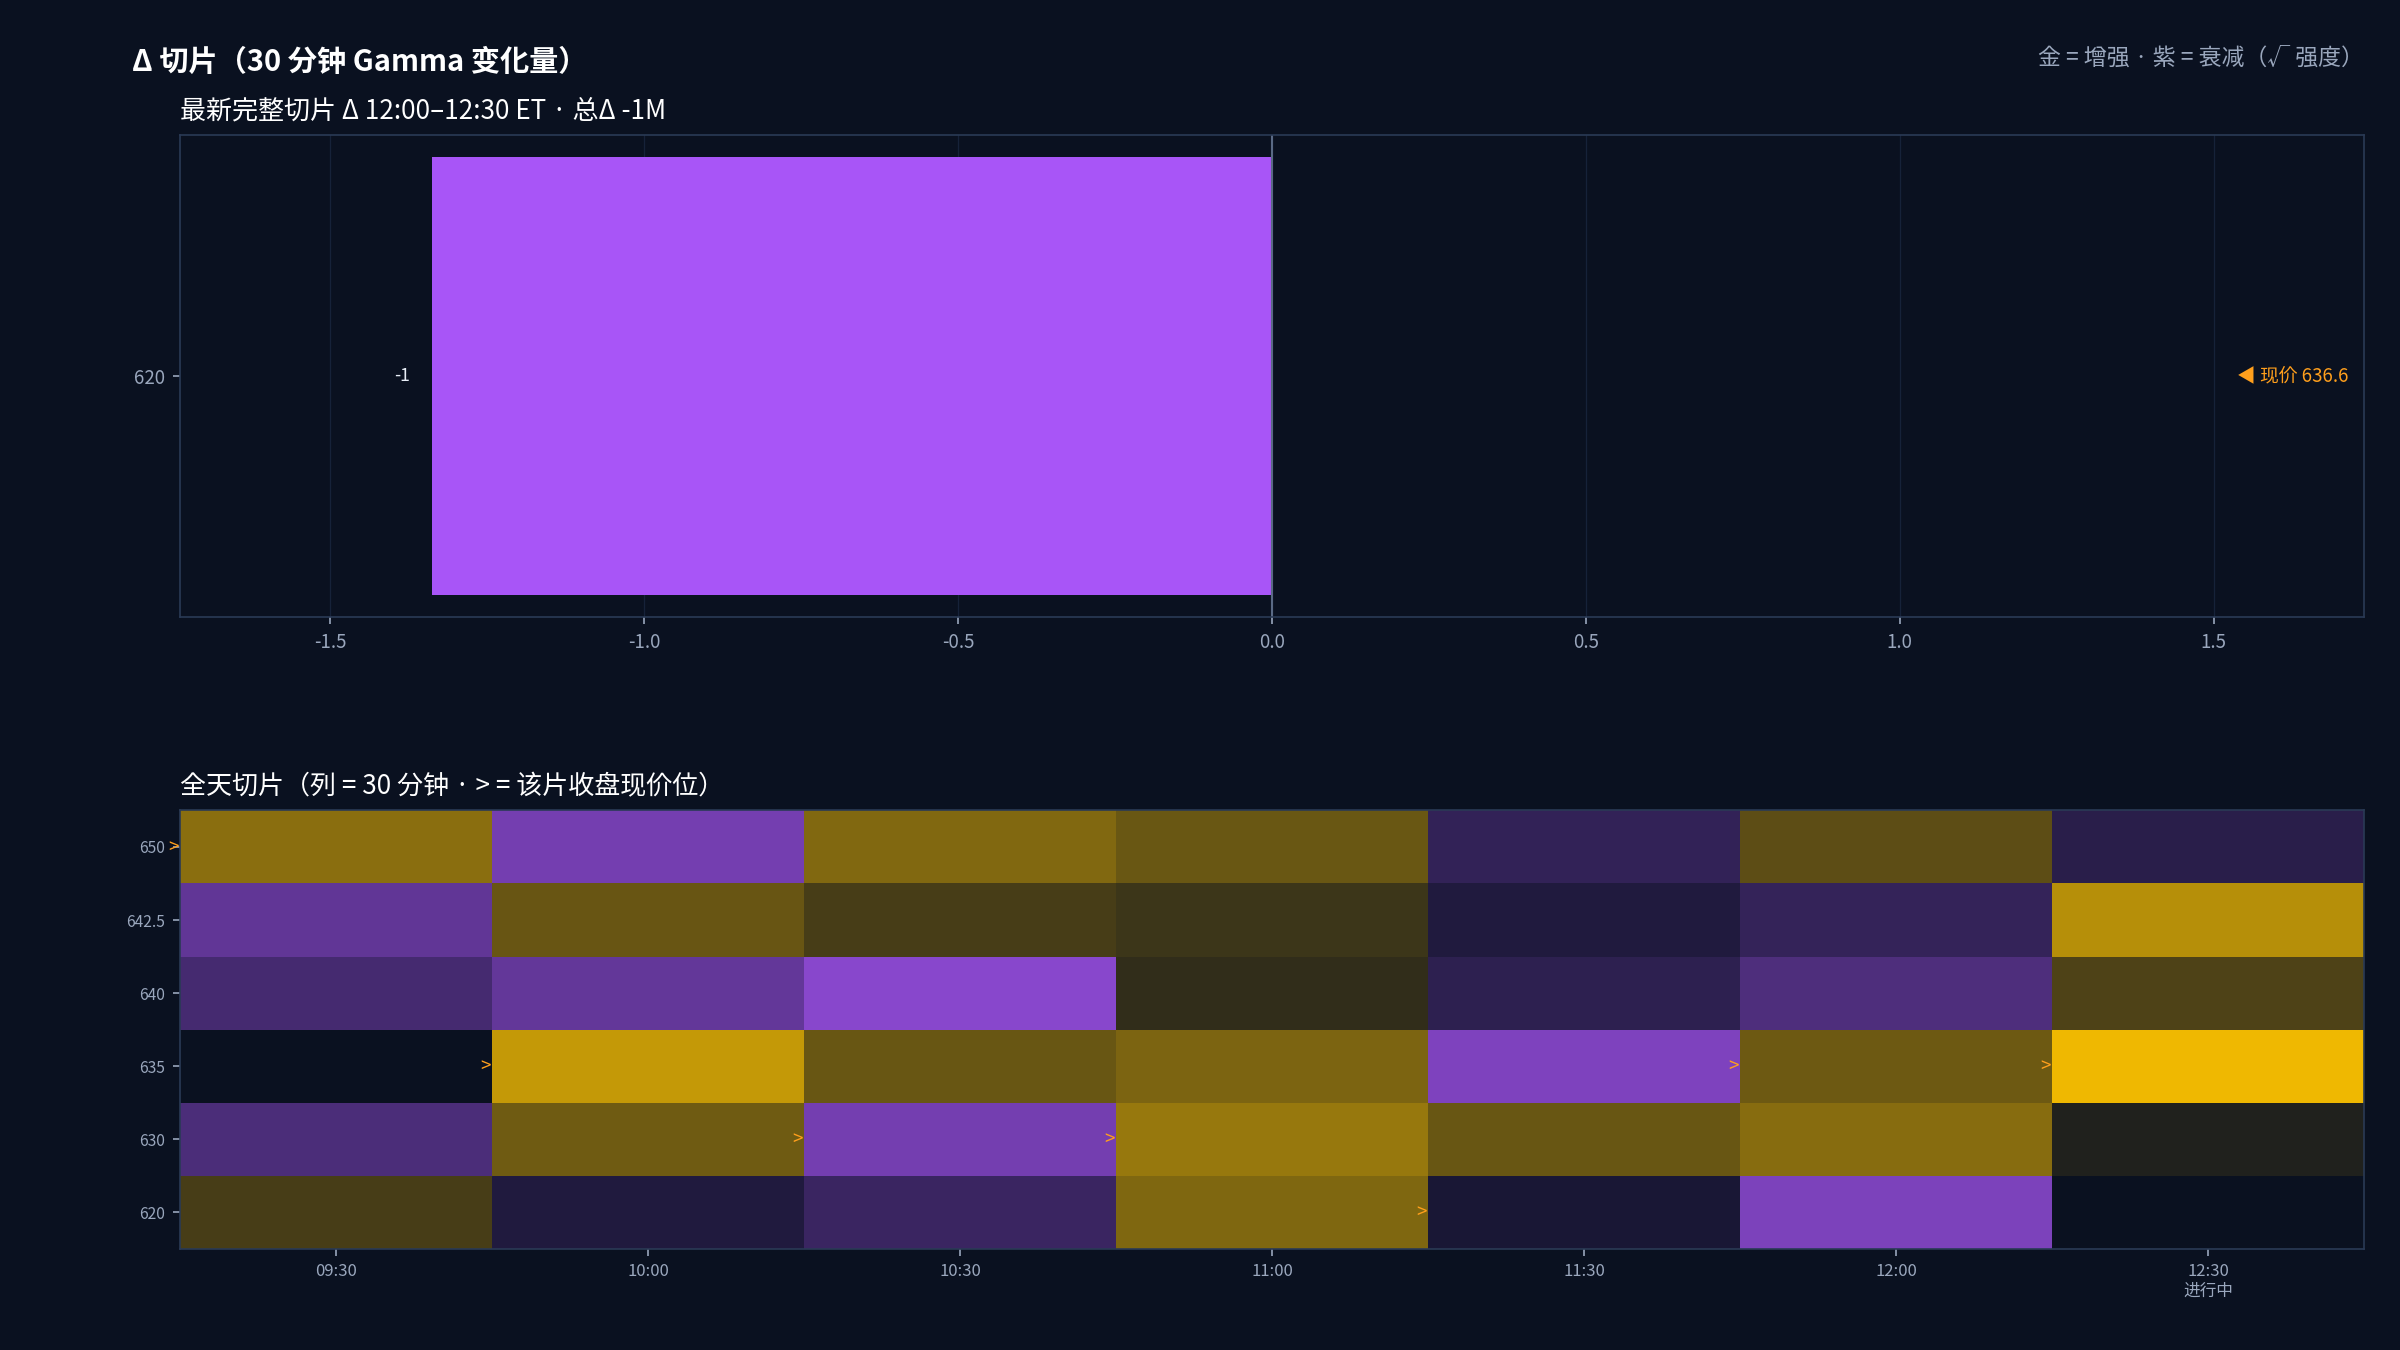 Δ 切片（30 分钟 Gamma 变化量）
金 = 增强 · 紫 = 衰减（√ 强度）
最新完整切片 Δ 12:00–12:30 ET · 总Δ -1M
620
-1
◀ 现价 636.6
-1.5 -1.0 -0.5 0.0 0.5 1.0 1.5
全天切片（列 = 30 分钟 · > = 该片收盘现价位）
650 >
642.5
640
635 > > >
630 > >
620 >
09:30 10:00 10:30 11:00 11:30 12:00 12:30
进行中